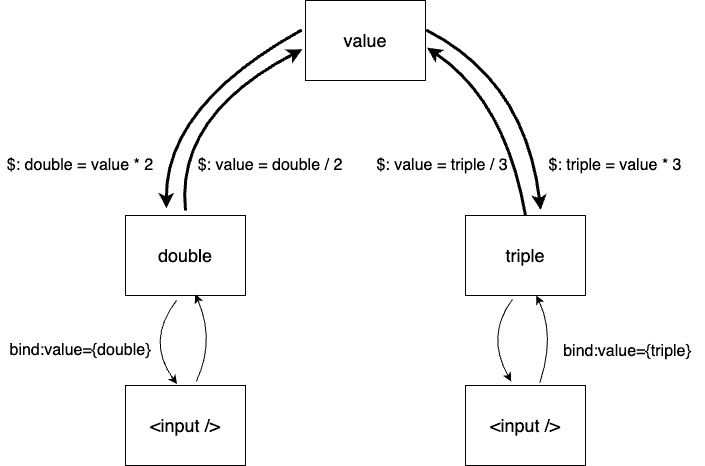 value
$: double = value * 2
$: value = double / 2
$: value = triple / 3
$: triple = value * 3
double
triple
bind:value={double}
bind:value={triple}
<input />
<input />